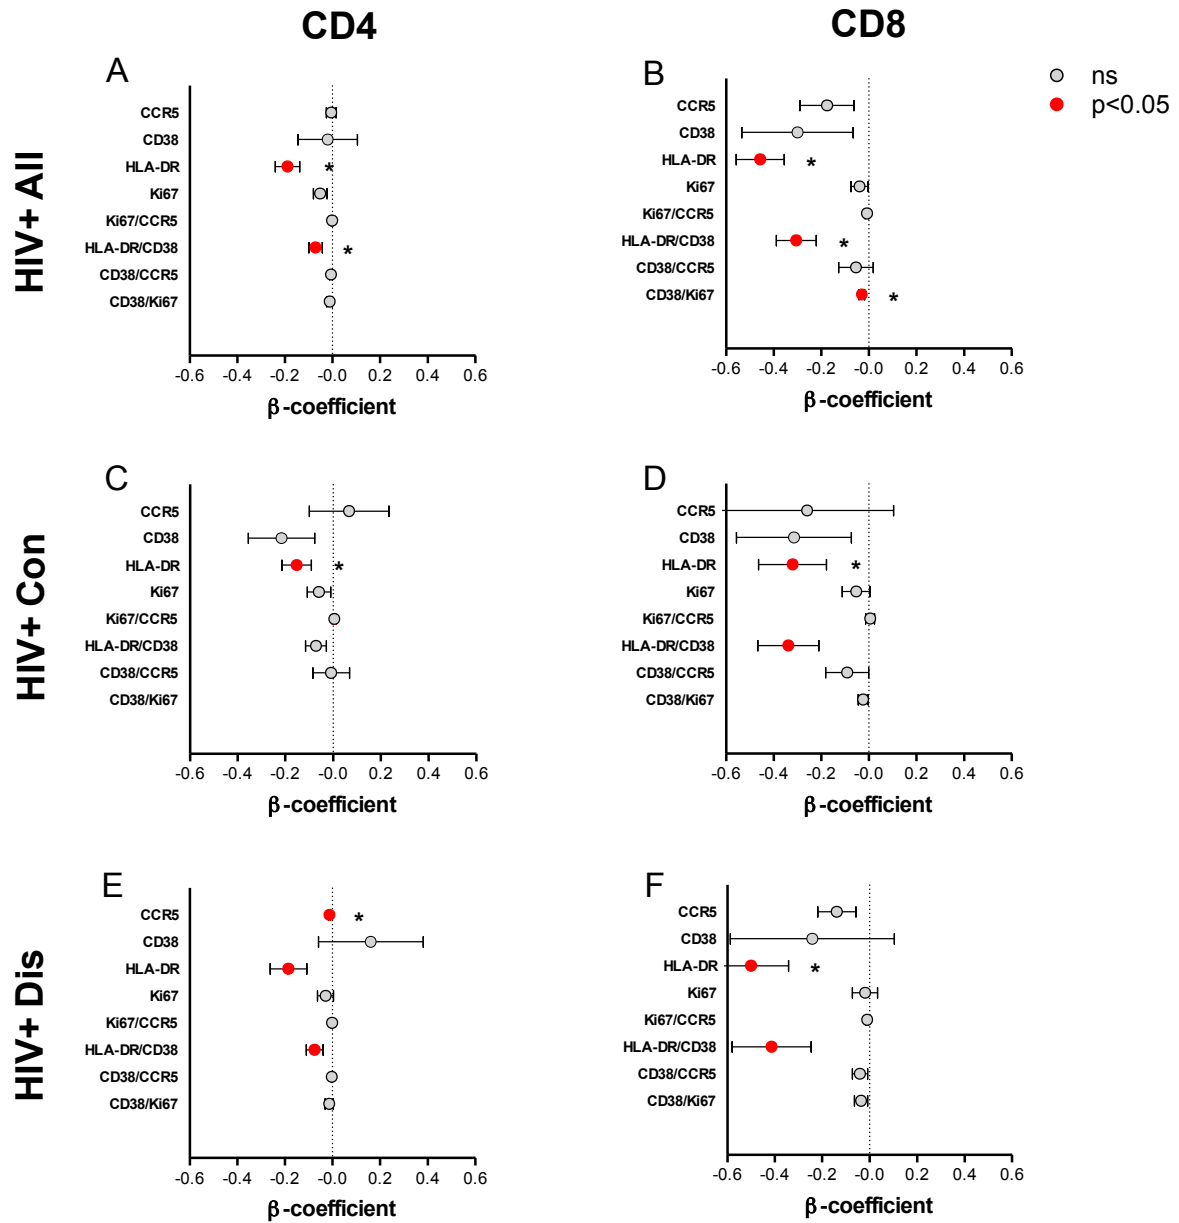 CD4
CD8
ns
p<0.05
HIV+ All
A
CCR5
CD38
HLA-DR
*
Ki67
Ki67/CCR5
HLA-DR/CD38
*
CD38/CCR5
CD38/Ki67
-0.6 -0.4 -0.2 -0.0 0.2 0.4 0.6
β-coefficient
B
CCR5
CD38
HLA-DR
*
Ki67
Ki67/CCR5
HLA-DR/CD38
*
CD38/CCR5
CD38/Ki67
*
-0.6 -0.4 -0.2 -0.0 0.2 0.4 0.6
β-coefficient
HIV+ Con
C
CCR5
CD38
HLA-DR
*
Ki67
Ki67/CCR5
HLA-DR/CD38
CD38/CCR5
CD38/Ki67
-0.6 -0.4 -0.2 -0.0 0.2 0.4 0.6
β-coefficient
D
CCR5
CD38
HLA-DR
*
Ki67
Ki67/CCR5
HLA-DR/CD38
CD38/CCR5
CD38/Ki67
-0.6 -0.4 -0.2 -0.0 0.2 0.4 0.6
β-coefficient
HIV+ Dis
E
CCR5
*
CD38
HLA-DR
Ki67
Ki67/CCR5
HLA-DR/CD38
CD38/CCR5
CD38/Ki67
-0.6 -0.4 -0.2 -0.0 0.2 0.4 0.6
β-coefficient
F
CCR5
CD38
HLA-DR
*
Ki67
Ki67/CCR5
HLA-DR/CD38
CD38/CCR5
CD38/Ki67
-0.6 -0.4 -0.2 -0.0 0.2 0.4 0.6
β-coefficient